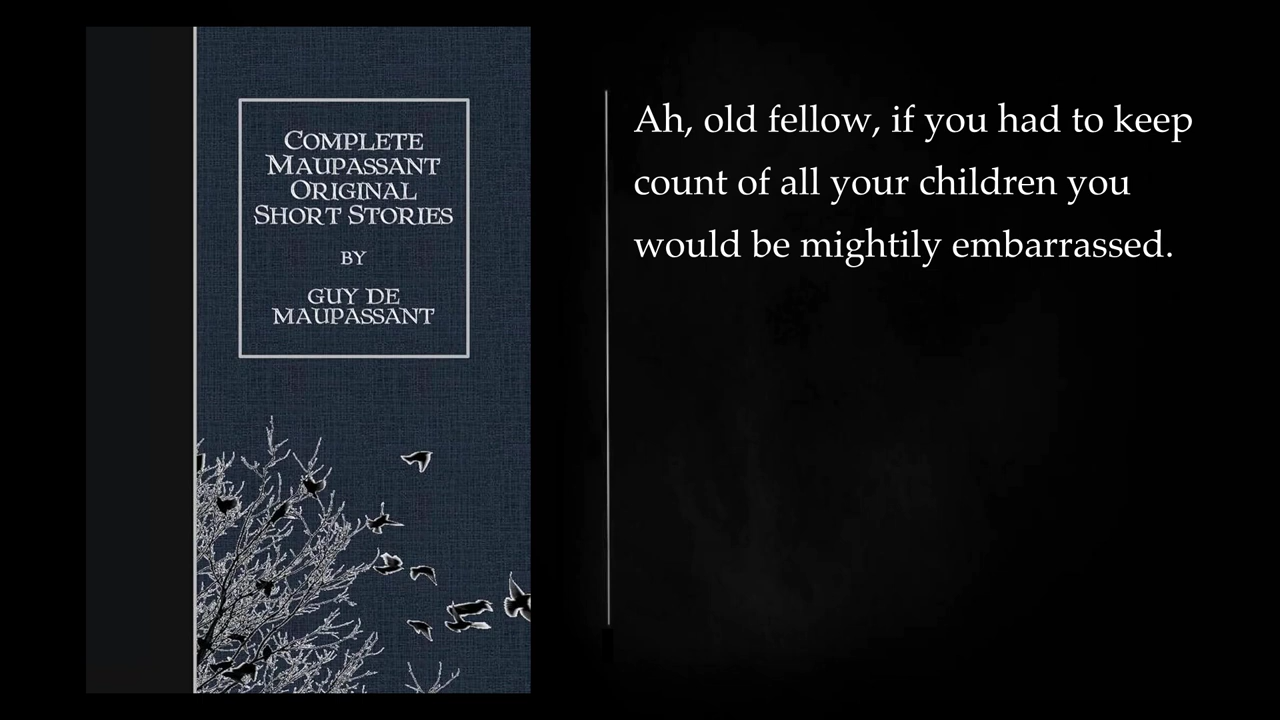 COMPLETE
MAUPASSANT
ORIGINAL
SHORT STORIES
BY
GUY DE
MAUPASSANT
Ah, old fellow, if you had to keep
count of all your children you
would be mightily embarrassed.